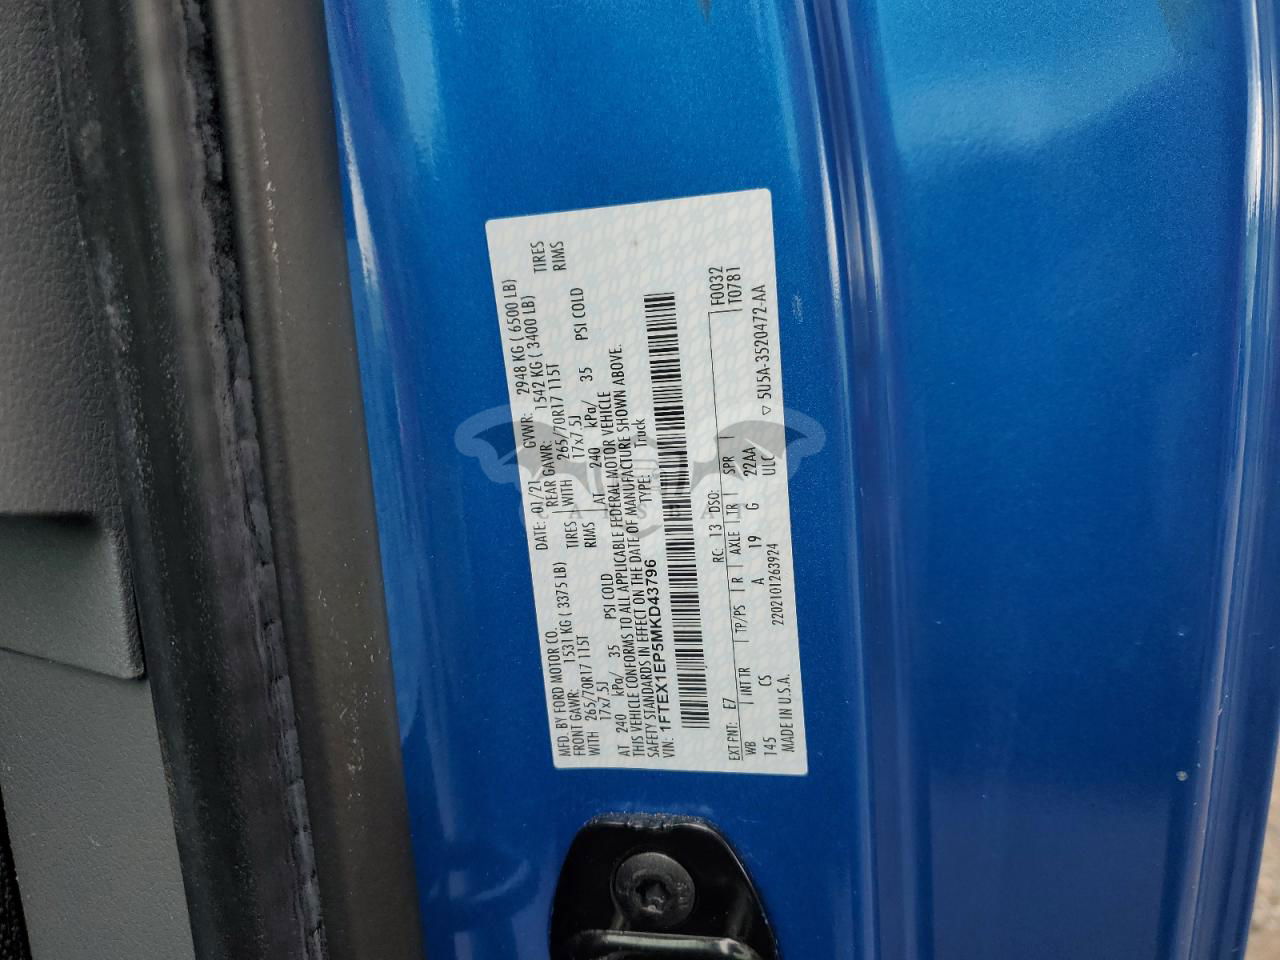 MFD. BY FORD MOTOR CO. DATE: 01/21 GVWR: 2948 KG ( 6500 LB)
FRONT GAWR: 1531 KG ( 3375 LB) REAR GAWR: 1542 KG ( 3400 LB)
WITH 265/70R17 115T TIRES WITH 265/70R17 115T TIRES
17x7.5J RIMS 17x7.5J RIMS
AT 240 kPa/ 35 PSI COLD AT 240 kPa/ 35 PSI COLD
THIS VEHICLE CONFORMS TO ALL APPLICABLE FEDERAL MOTOR VEHICLE
SAFETY STANDARDS IN EFFECT ON THE DATE OF MANUFACTURE SHOWN ABOVE.
VIN: 1FTEX1EP5MKD43796 TYPE: Truck
F0032
EXT PNT: E7 RC: 13 DSO: T0781
WB INT TR TP/PS R AXLE TR SPR
145 CS A 19 G 22AA
ULC ▽ 5U5A-3520472-AA
MADE IN U.S.A. 2202101263924